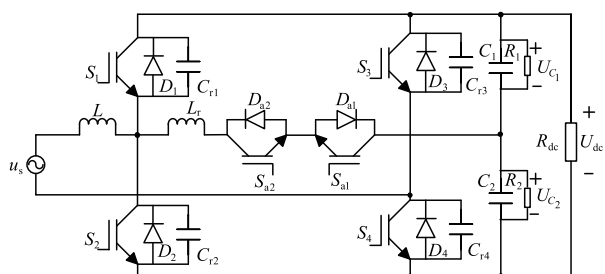 S1
D1
Cr1
S3
D3
Cr3
C1
R1
+
UC1
−
L
Lr
Da2
Da1
Sa2
Sa1
us
Rdc
+
Udc
−
S2
D2
Cr2
S4
D4
Cr4
C2
R2
+
UC2
−